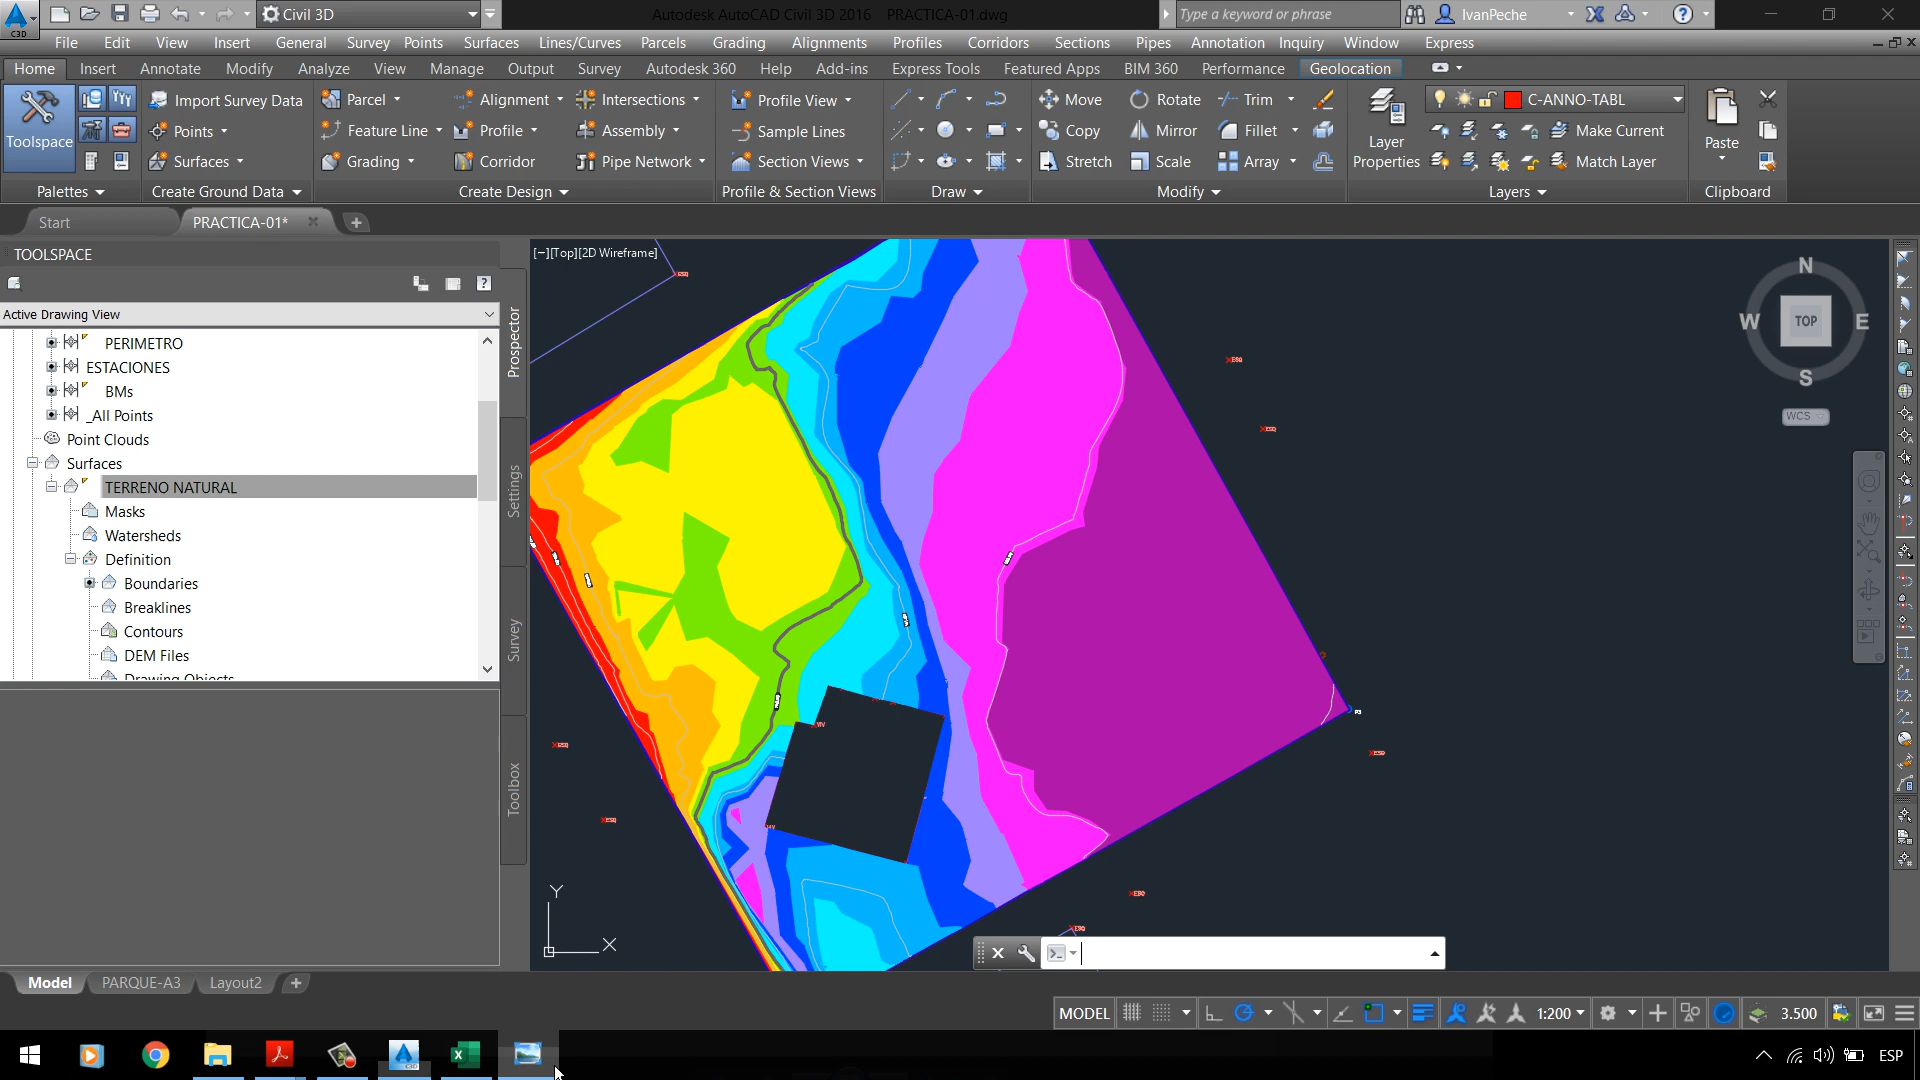 C3D Civil 3D Autodesk AutoCAD Civil 3D 2016 PRACTICA-01.dwg Type a keyword or phrase IvanPeche
File Edit View Insert General Survey Points Surfaces Lines/Curves Parcels Grading Alignments Profiles Corridors Sections Pipes Annotation Inquiry Window Express
Home Insert Annotate Modify Analyze View Manage Output Survey Autodesk 360 Help Add-ins Express Tools Featured Apps BIM 360 Performance Geolocation
Import Survey Data Parcel Alignment Intersections Profile View Move Rotate Trim C-ANNO-TABL
Toolspace Points Feature Line Profile Assembly Sample Lines Copy Mirror Fillet Layer Properties Make Current Paste
Surfaces Grading Corridor Pipe Network Section Views Stretch Scale Array Match Layer
Palettes Create Ground Data Create Design Profile & Section Views Draw Modify Layers Clipboard
Start PRACTICA-01*
TOOLSPACE
[−][Top][2D Wireframe]
Active Drawing View
PERIMETRO
ESTACIONES
BMs
_All Points
Point Clouds
Surfaces
TERRENO NATURAL
Masks
Watersheds
Definition
Boundaries
Breaklines
Contours
DEM Files
Drawing Objects
Prospector
Settings
Survey
Toolbox
N
W TOP E
S
WCS
Y
X
Model PARQUE-A3 Layout2
MODEL 1:200 3.500
ESP